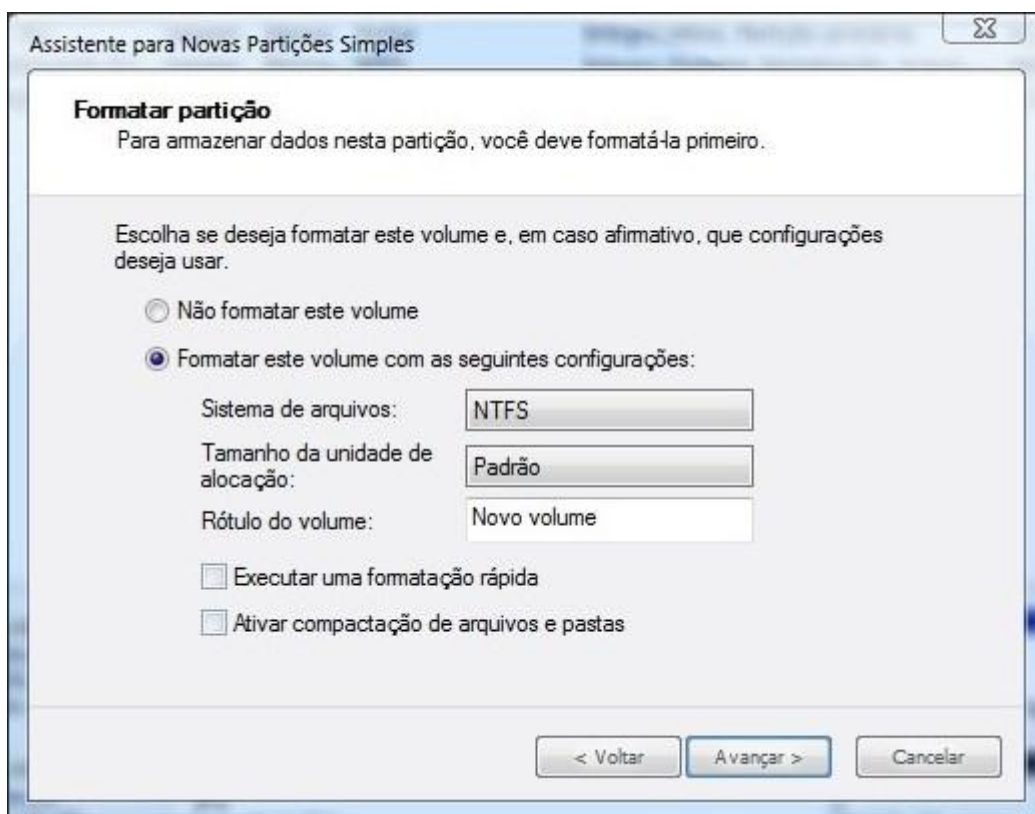 Assistente para Novas Partições Simples
Formatar partição
Para armazenar dados nesta partição, você deve formatá-la primeiro.
Escolha se deseja formatar este volume e, em caso afirmativo, que configurações
deseja usar.
Não formatar este volume
Formatar este volume com as seguintes configurações:
Sistema de arquivos: NTFS
Tamanho da unidade de
alocação: Padrão
Rótulo do volume: Novo volume
Executar uma formatação rápida
Ativar compactação de arquivos e pastas
< Voltar Avançar > Cancelar